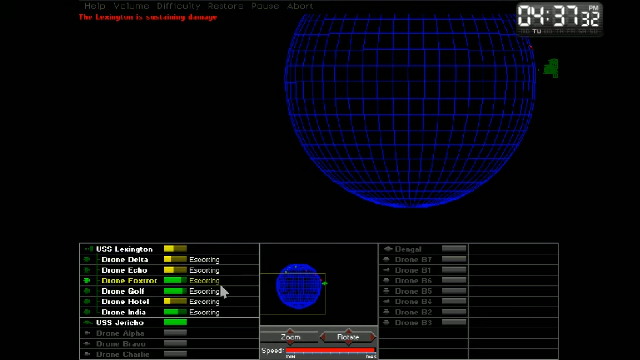 Help Volume Difficulty Restore Pause Abort
The Lexington is sustaining damage
04:37 32
PM
TU
USS Lexington
Drone Delta Escorting
Drone Echo Escorting
Drone Foxtrot Escorting
Drone Golf Escorting
Drone Hotel Escorting
Drone India Escorting
USS Jericho
Drone Alpha
Drone Bravo
Drone Charlie
Zoom Rotate
Speed:
Drone B7
Drone B1
Drone B6
Drone B5
Drone B4
Drone B2
Drone B3